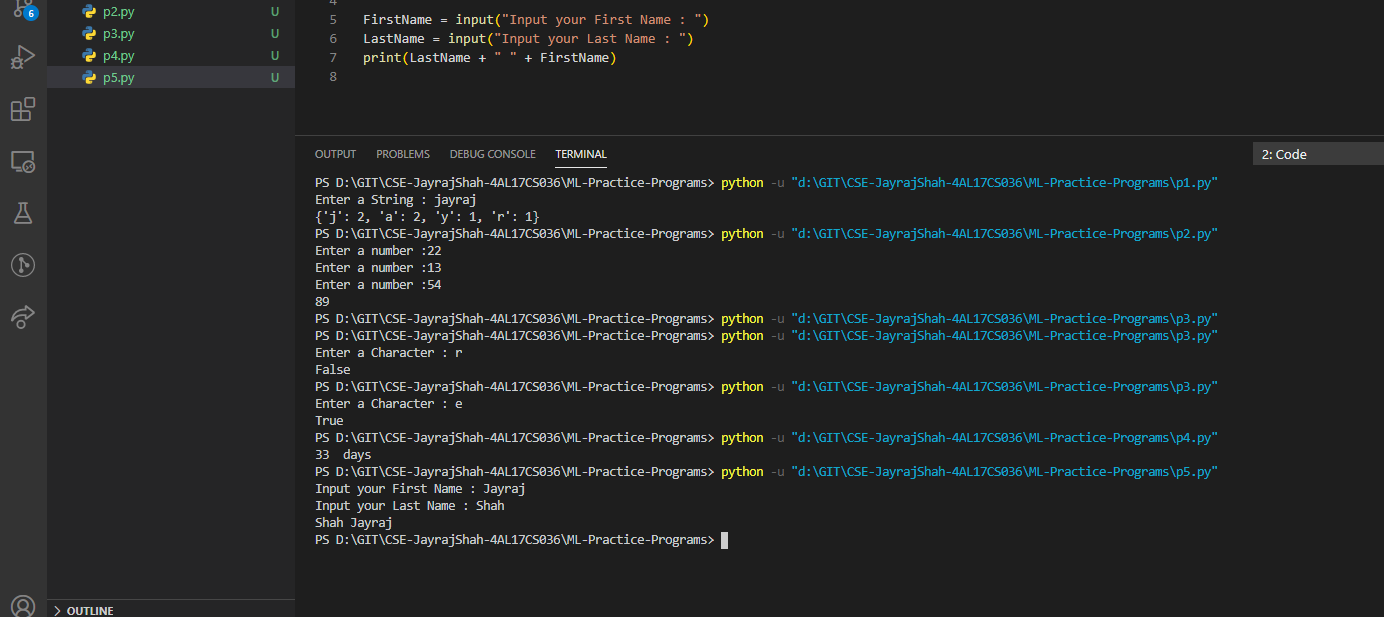 6
p2.py U
p3.py U
p4.py U
p5.py U
4
5 FirstName = input("Input your First Name : ")
6 LastName = input("Input your Last Name : ")
7 print(LastName + " " + FirstName)
8
OUTPUT PROBLEMS DEBUG CONSOLE TERMINAL 2: Code
PS D:\GIT\CSE-JayrajShah-4AL17CS036\ML-Practice-Programs> python -u "d:\GIT\CSE-JayrajShah-4AL17CS036\ML-Practice-Programs\p1.py"
Enter a String : jayraj
{'j': 2, 'a': 2, 'y': 1, 'r': 1}
PS D:\GIT\CSE-JayrajShah-4AL17CS036\ML-Practice-Programs> python -u "d:\GIT\CSE-JayrajShah-4AL17CS036\ML-Practice-Programs\p2.py"
Enter a number :22
Enter a number :13
Enter a number :54
89
PS D:\GIT\CSE-JayrajShah-4AL17CS036\ML-Practice-Programs> python -u "d:\GIT\CSE-JayrajShah-4AL17CS036\ML-Practice-Programs\p3.py"
PS D:\GIT\CSE-JayrajShah-4AL17CS036\ML-Practice-Programs> python -u "d:\GIT\CSE-JayrajShah-4AL17CS036\ML-Practice-Programs\p3.py"
Enter a Character : r
False
PS D:\GIT\CSE-JayrajShah-4AL17CS036\ML-Practice-Programs> python -u "d:\GIT\CSE-JayrajShah-4AL17CS036\ML-Practice-Programs\p3.py"
Enter a Character : e
True
PS D:\GIT\CSE-JayrajShah-4AL17CS036\ML-Practice-Programs> python -u "d:\GIT\CSE-JayrajShah-4AL17CS036\ML-Practice-Programs\p4.py"
33  days
PS D:\GIT\CSE-JayrajShah-4AL17CS036\ML-Practice-Programs> python -u "d:\GIT\CSE-JayrajShah-4AL17CS036\ML-Practice-Programs\p5.py"
Input your First Name : Jayraj
Input your Last Name : Shah
Shah Jayraj
PS D:\GIT\CSE-JayrajShah-4AL17CS036\ML-Practice-Programs>
OUTLINE